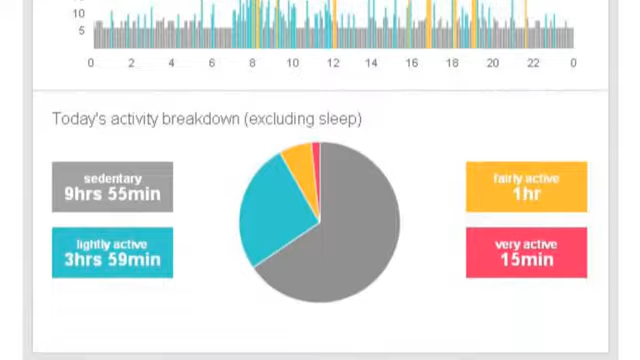 10
5
0 2 4 6 8 10 12 14 16 18 20 22 0
Today's activity breakdown (excluding sleep)
sedentary
9hrs 55min
lightly active
3hrs 59min
fairly active
1hr
very active
15min